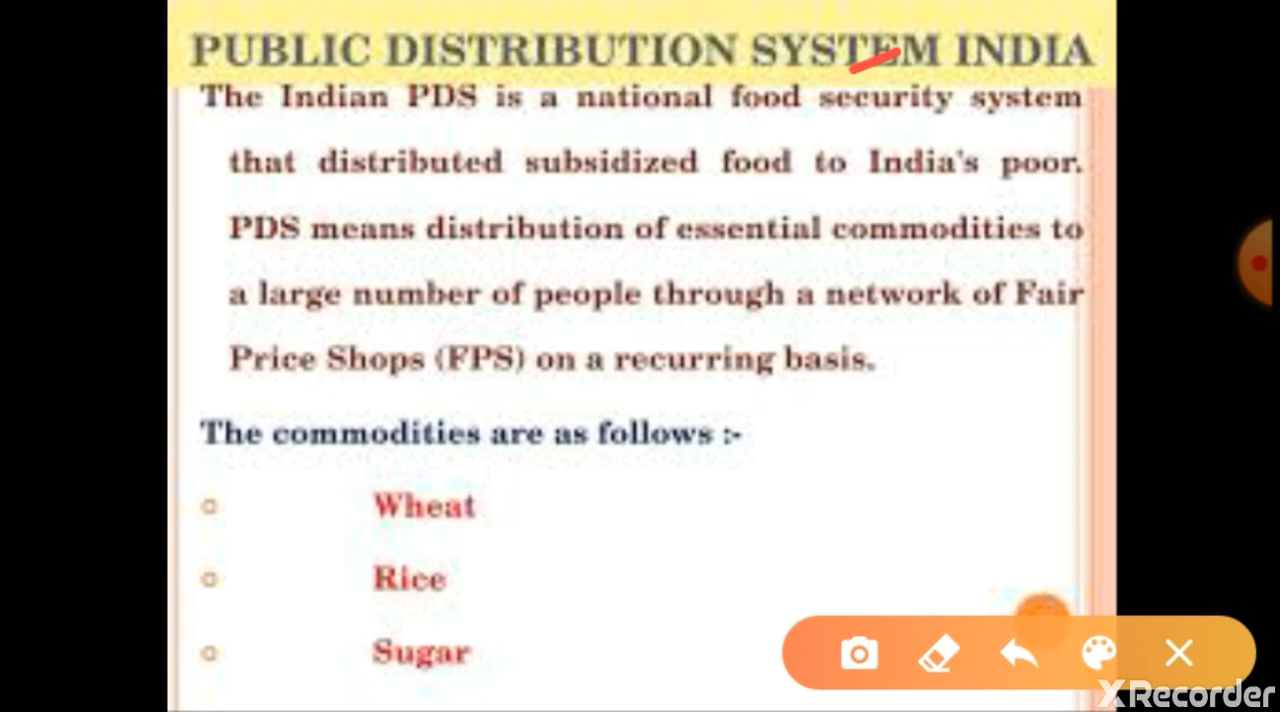 PUBLIC DISTRIBUTION SYSTEM INDIA
The Indian PDS is a national food security system
that distributed subsidized food to India's poor.
PDS means distribution of essential commodities to
a large number of people through a network of Fair
Price Shops (FPS) on a recurring basis.
The commodities are as follows :-
Wheat
Rice
Sugar
XRecorder